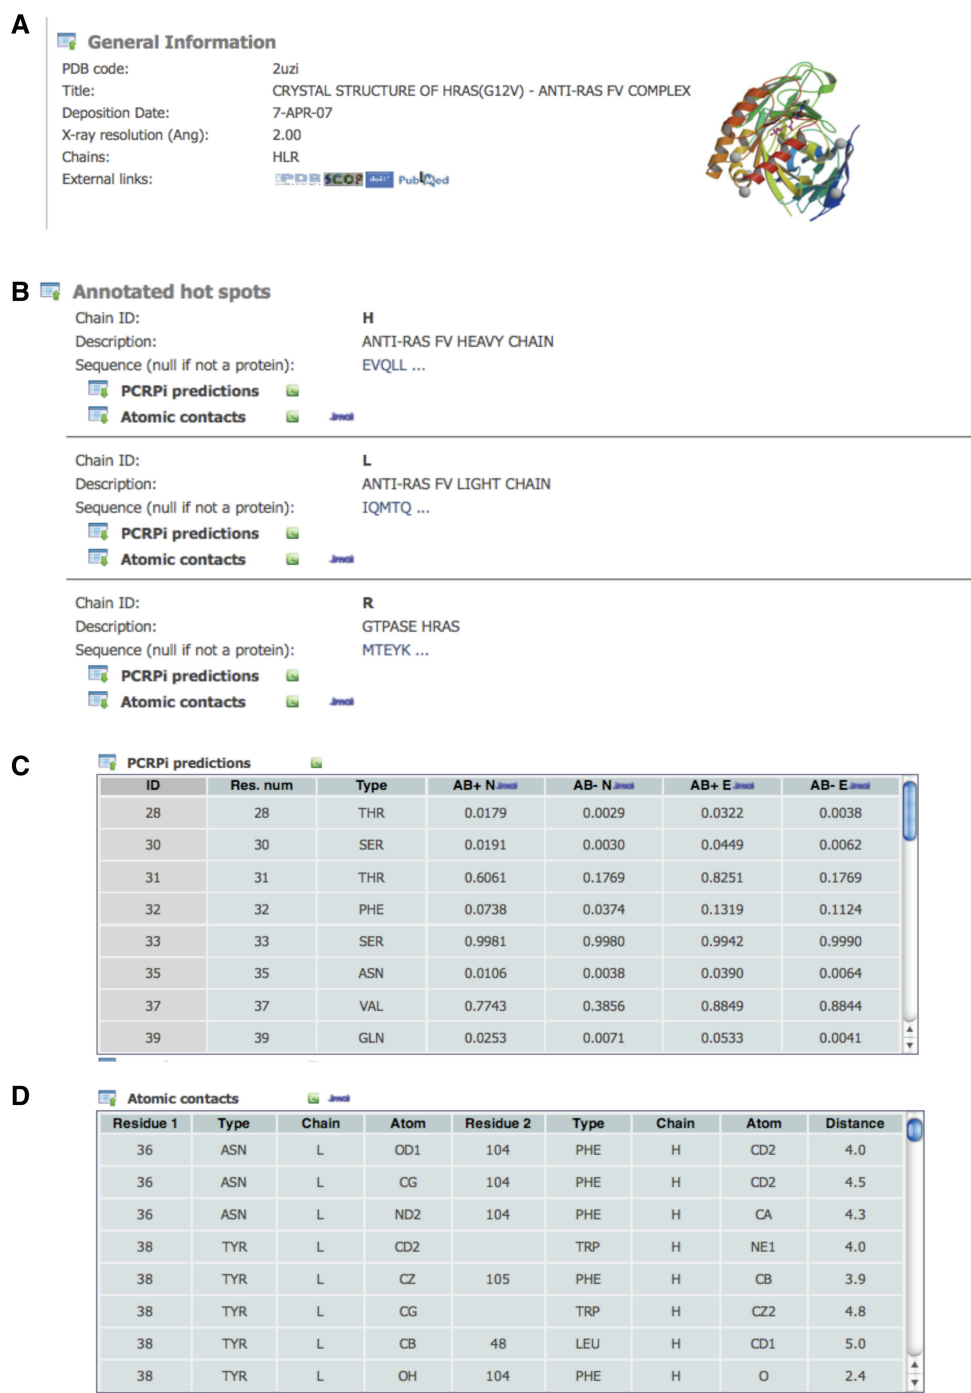 A
General Information
PDB code: 2uzi
Title: CRYSTAL STRUCTURE OF HRAS(G12V) - ANTI-RAS FV COMPLEX
Deposition Date: 7-APR-07
X-ray resolution (Ang): 2.00
Chains: HLR
External links: PDB SCOP doi PubMed
B
Annotated hot spots
Chain ID: H
Description: ANTI-RAS FV HEAVY CHAIN
Sequence (null if not a protein): EVQLL ...
PCRPi predictions
Atomic contacts Jmol
Chain ID: L
Description: ANTI-RAS FV LIGHT CHAIN
Sequence (null if not a protein): IQMTQ ...
PCRPi predictions
Atomic contacts Jmol
Chain ID: R
Description: GTPASE HRAS
Sequence (null if not a protein): MTEYK ...
PCRPi predictions
Atomic contacts Jmol
C
PCRPi predictions
ID Res. num Type AB+ N Jmol AB- N Jmol AB+ E Jmol AB- E Jmol
28 28 THR 0.0179 0.0029 0.0322 0.0038
30 30 SER 0.0191 0.0030 0.0449 0.0062
31 31 THR 0.6061 0.1769 0.8251 0.1769
32 32 PHE 0.0738 0.0374 0.1319 0.1124
33 33 SER 0.9981 0.9980 0.9942 0.9990
35 35 ASN 0.0106 0.0038 0.0390 0.0064
37 37 VAL 0.7743 0.3856 0.8849 0.8844
39 39 GLN 0.0253 0.0071 0.0533 0.0041
D
Atomic contacts Jmol
Residue 1 Type Chain Atom Residue 2 Type Chain Atom Distance
36 ASN L OD1 104 PHE H CD2 4.0
36 ASN L CG 104 PHE H CD2 4.5
36 ASN L ND2 104 PHE H CA 4.3
38 TYR L CD2 TRP H NE1 4.0
38 TYR L CZ 105 PHE H CB 3.9
38 TYR L CG TRP H CZ2 4.8
38 TYR L CB 48 LEU H CD1 5.0
38 TYR L OH 104 PHE H O 2.4